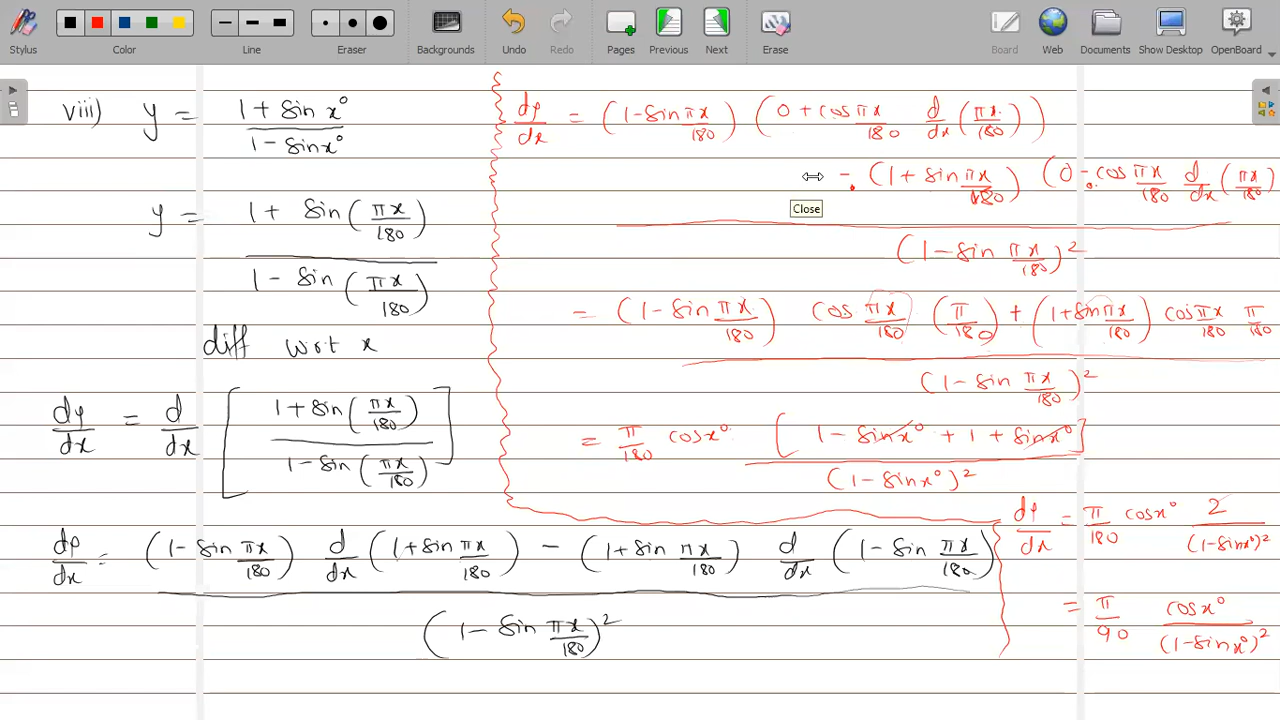 Stylus Color Line Eraser Backgrounds Undo Redo Pages Previous Next Erase Board Web Documents Show Desktop OpenBoard
viii) y = (1 + sin x°)/(1 − sin x°)
y = (1 + sin(πx/180))/(1 − sin(πx/180))
diff wrt x
dy/dx = d/dx [(1 + sin(πx/180))/(1 − sin(πx/180))]
dy/dx = ((1 − sin πx/180) d/dx (1 + sin πx/180) − (1 + sin πx/180) d/dx (1 − sin πx/180))
/(1 − sin πx/180)²
dy/dx = (1 − sin πx/180) (0 + cos πx/180 d/dx (πx/180))
− (1 + sin πx/180) (0 − cos πx/180 d/dx (πx/180)
Close
/(1 − sin πx/180)²
= (1 − sin πx/180) cos πx/180 (π/180) + (1 + sin πx/180) cos πx/180 π/180
/(1 − sin πx/180)²
= π/180 cos x° [1 − sin x° + 1 + sin x°]
/(1 − sin x°)²
dy/dx = π/180 cos x° 2/(1 − sin x°)²
= π/90 cos x°/(1 − sin x°)²